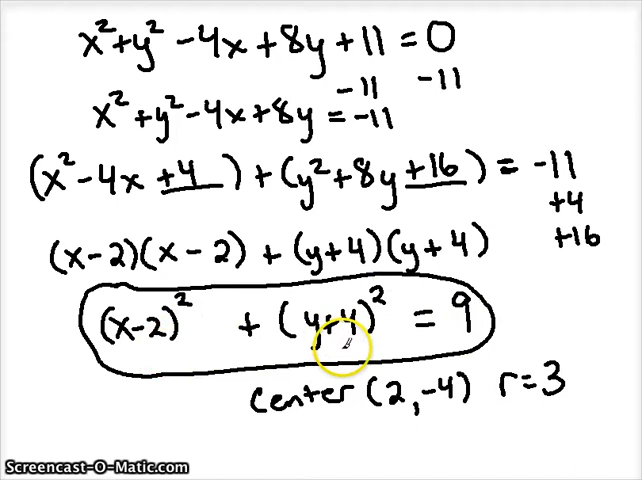 x² + y² - 4x + 8y + 11 = 0
-11 -11
x² + y² - 4x + 8y = -11
(x² - 4x +4 ) + (y² + 8y +16 ) = -11
+4
+16
(x-2)(x-2) + (y+4)(y+4)
(x-2)² + (y+4)² = 9
center (2,-4) r=3
Screencast-O-Matic.com